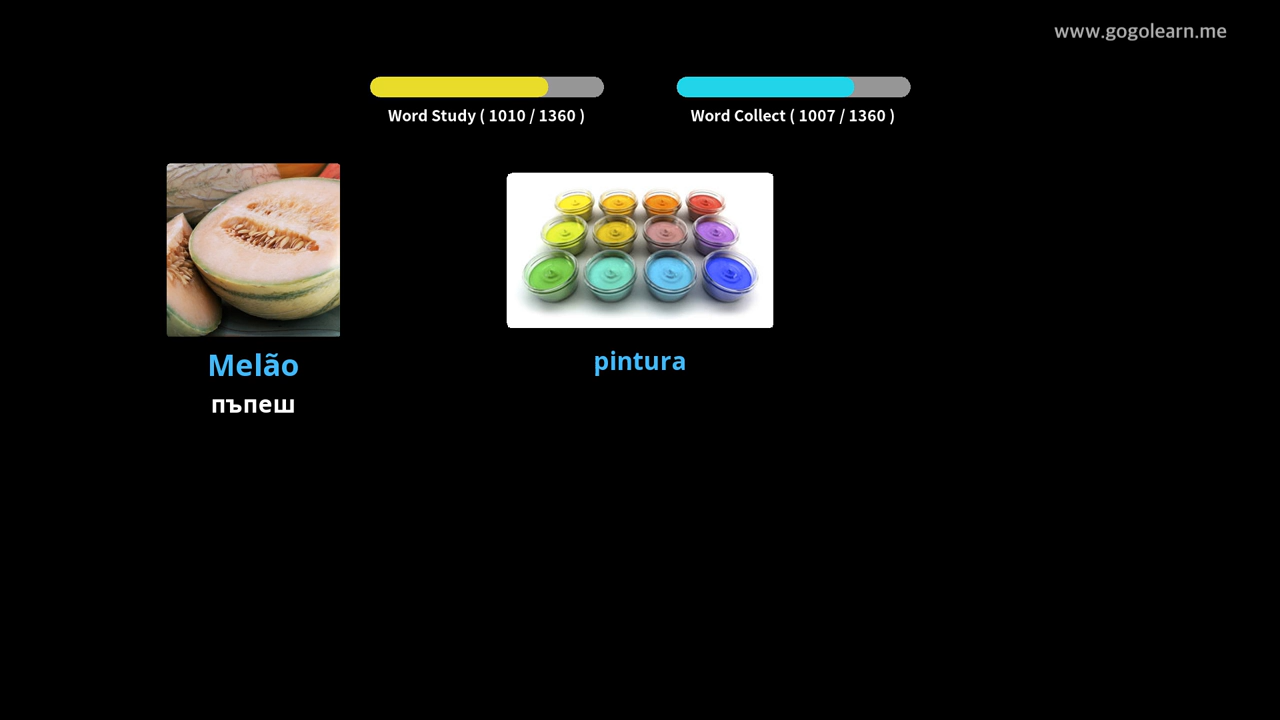 www.gogolearn.me
Word Study ( 1010 / 1360 )
Word Collect ( 1007 / 1360 )
Melão
пъпеш
pintura